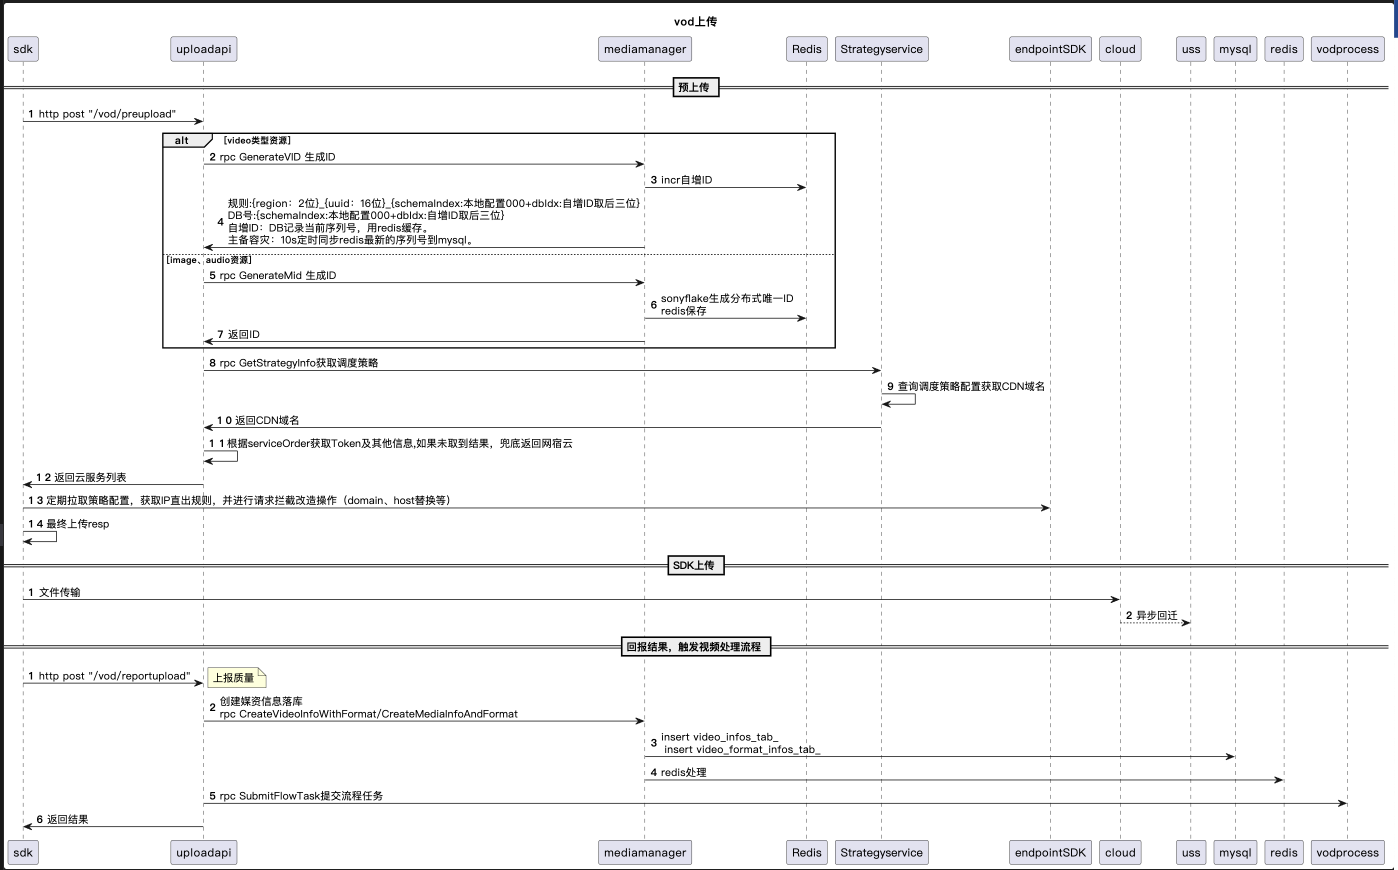 vod上传
sdk
uploadapi
mediamanager
Redis
Strategyservice
endpointSDK
cloud
uss
mysql
redis
vodprocess
预上传
1 http post "/vod/preupload"
alt
[video类型资源]
2 rpc GenerateVID 生成ID
3 incr自增ID
规则:{region：2位}_{uuid：16位}_{schemaIndex:本地配置000+dbIdx:自增ID取后三位}
DB号:{schemaIndex:本地配置000+dbIdx:自增ID取后三位}
4
自增ID：DB记录当前序列号，用redis缓存。
主备容灾：10s定时同步redis最新的序列号到mysql。
[image、audio资源]
5 rpc GenerateMid 生成ID
sonyflake生成分布式唯一ID
6
redis保存
7 返回ID
8 rpc GetStrategyInfo获取调度策略
9 查询调度策略配置获取CDN域名
10 返回CDN域名
11 根据serviceOrder获取Token及其他信息,如果未取到结果，兜底返回网宿云
12 返回云服务列表
13 定期拉取策略配置，获取IP直出规则，并进行请求拦截改造操作（domain、host替换等）
14 最终上传resp
SDK上传
1 文件传输
2 异步回迁
回报结果，触发视频处理流程
1 http post "/vod/reportupload"
上报质量
创建媒资信息落库
2
rpc CreateVideoInfoWithFormat/CreateMediaInfoAndFormat
insert video_infos_tab_
3
insert video_format_infos_tab_
4 redis处理
5 rpc SubmitFlowTask提交流程任务
6 返回结果
sdk
uploadapi
mediamanager
Redis
Strategyservice
endpointSDK
cloud
uss
mysql
redis
vodprocess